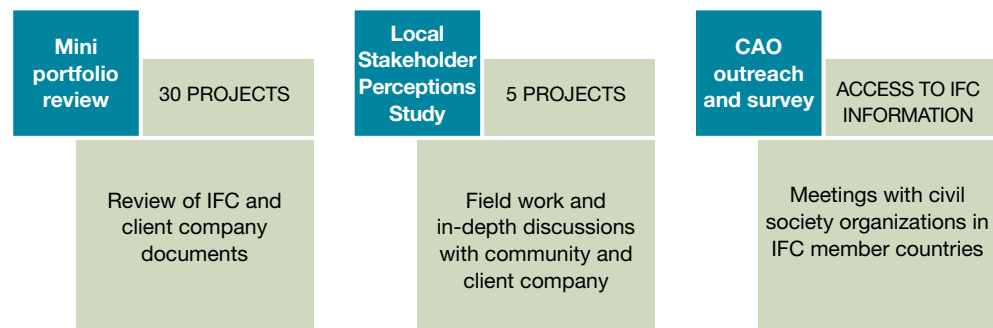 Mini
portfolio
review
30 PROJECTS
Review of IFC and
client company
documents
Local
Stakeholder
Perceptions
Study
5 PROJECTS
Field work and
in-depth discussions
with community and
client company
CAO
outreach
and survey
ACCESS TO IFC
INFORMATION
Meetings with civil
society organizations in
IFC member countries